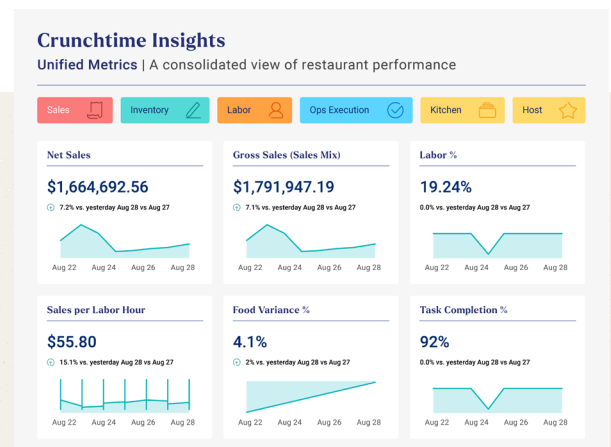 Crunchtime Insights
Unified Metrics | A consolidated view of restaurant performance
Sales Inventory Labor Ops Execution Kitchen Host
Net Sales
$1,664,692.56
7.2% vs. yesterday Aug 28 vs Aug 27
Aug 22 Aug 24 Aug 26 Aug 28
Gross Sales (Sales Mix)
$1,791,947.19
7.1% vs. yesterday Aug 28 vs Aug 27
Aug 22 Aug 24 Aug 26 Aug 28
Labor %
19.24%
0.0% vs. yesterday Aug 28 vs Aug 27
Aug 22 Aug 24 Aug 26 Aug 28
Sales per Labor Hour
$55.80
15.1% vs. yesterday Aug 28 vs Aug 27
Aug 22 Aug 24 Aug 26 Aug 28
Food Variance %
4.1%
2% vs. yesterday Aug 28 vs Aug 27
Aug 22 Aug 24 Aug 26 Aug 28
Task Completion %
92%
0.0% vs. yesterday Aug 28 vs Aug 27
Aug 22 Aug 24 Aug 26 Aug 28